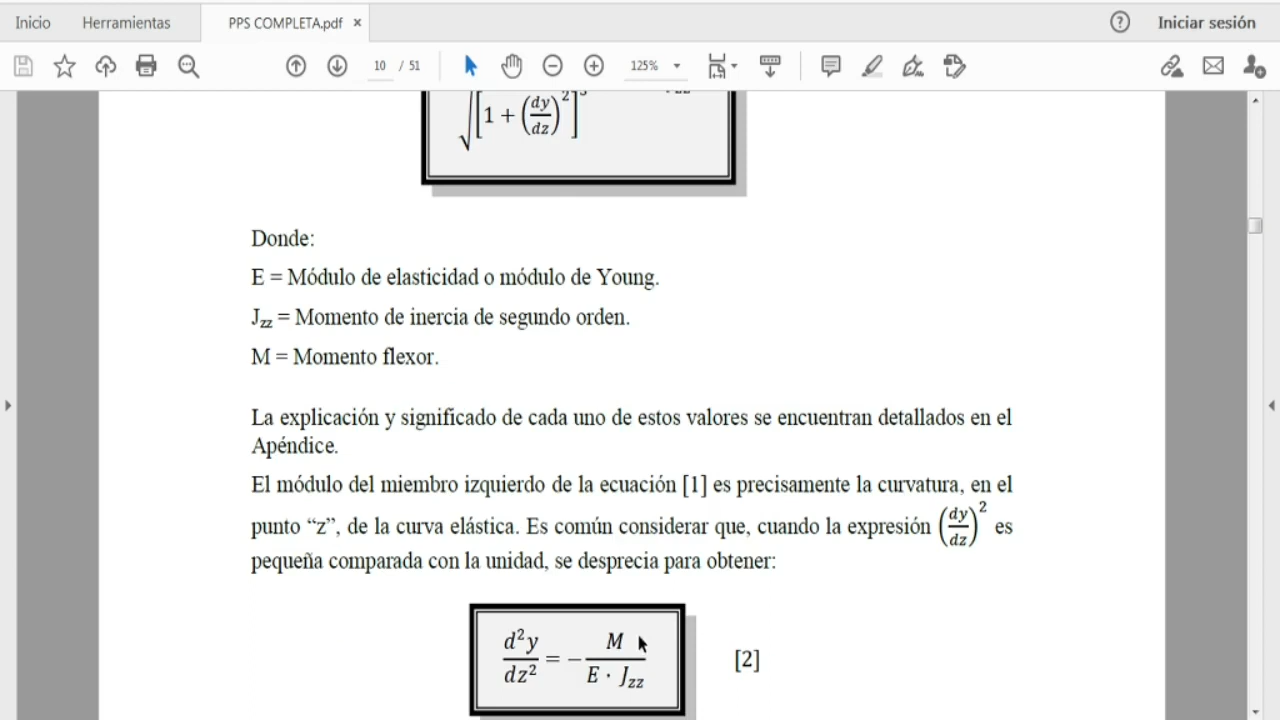 Inicio Herramientas PPS COMPLETA.pdf × ? Iniciar sesión
10 / 51 125%
√[1 + (dy/dz)²]³
Donde:
E = Módulo de elasticidad o módulo de Young.
J_zz = Momento de inercia de segundo orden.
M = Momento flexor.
La explicación y significado de cada uno de estos valores se encuentran detallados en el
Apéndice.
El módulo del miembro izquierdo de la ecuación [1] es precisamente la curvatura, en el
punto “z”, de la curva elástica. Es común considerar que, cuando la expresión (dy/dz)² es
pequeña comparada con la unidad, se desprecia para obtener:
d²y/dz² = − M/(E · J_zz) [2]